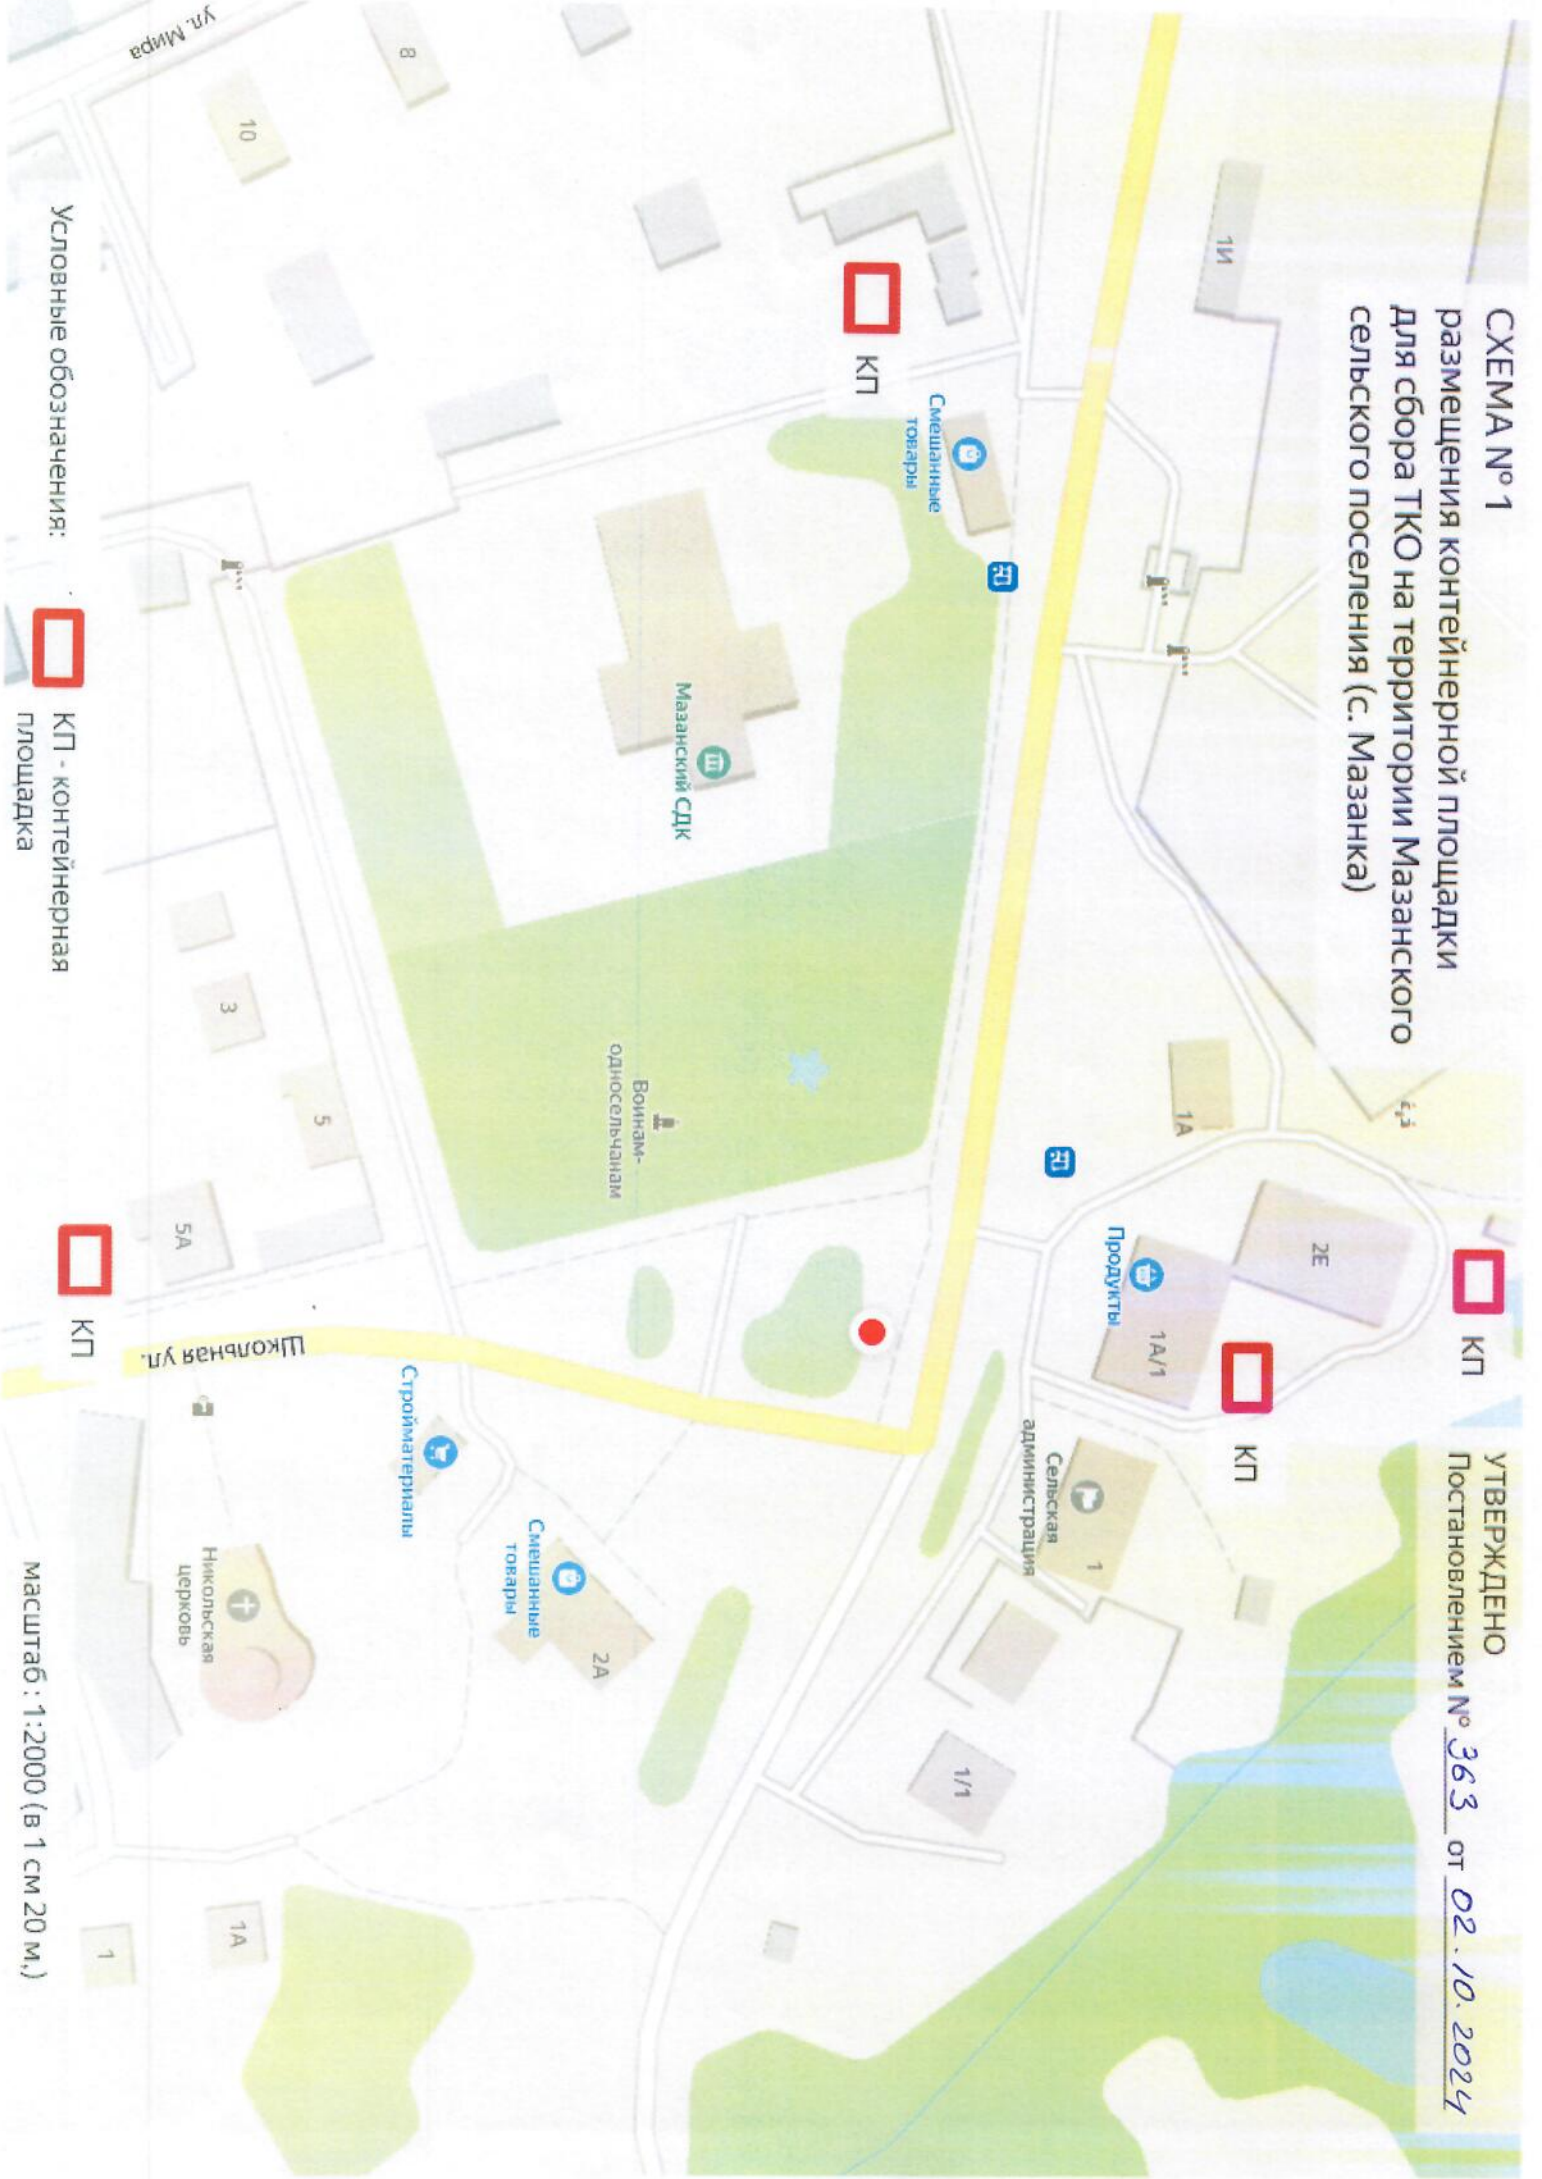 СХЕМА № 1
размещения контейнерной площадки
для сбора ТКО на территории Мазанского
сельского поселения (с. Мазанка)
УТВЕРЖДЕНО
Постановлением № 363 от 02.10.2024
КП
2Е
1И
КП
1А
Продукты
1А/1
Сельская
администрация
1
1/1
Смешанные
товары
КП
Мазанский СДК
Воинам-
односельчанам
Смешанные
товары
2А
Стройматериалы
8
10
ул. Мира
3
5
5А
Школьная ул.
Никольская
церковь
1А
1
КП
Условные обозначения:
КП - контейнерная
площадка
масштаб : 1:2000 (в 1 см 20 м,)